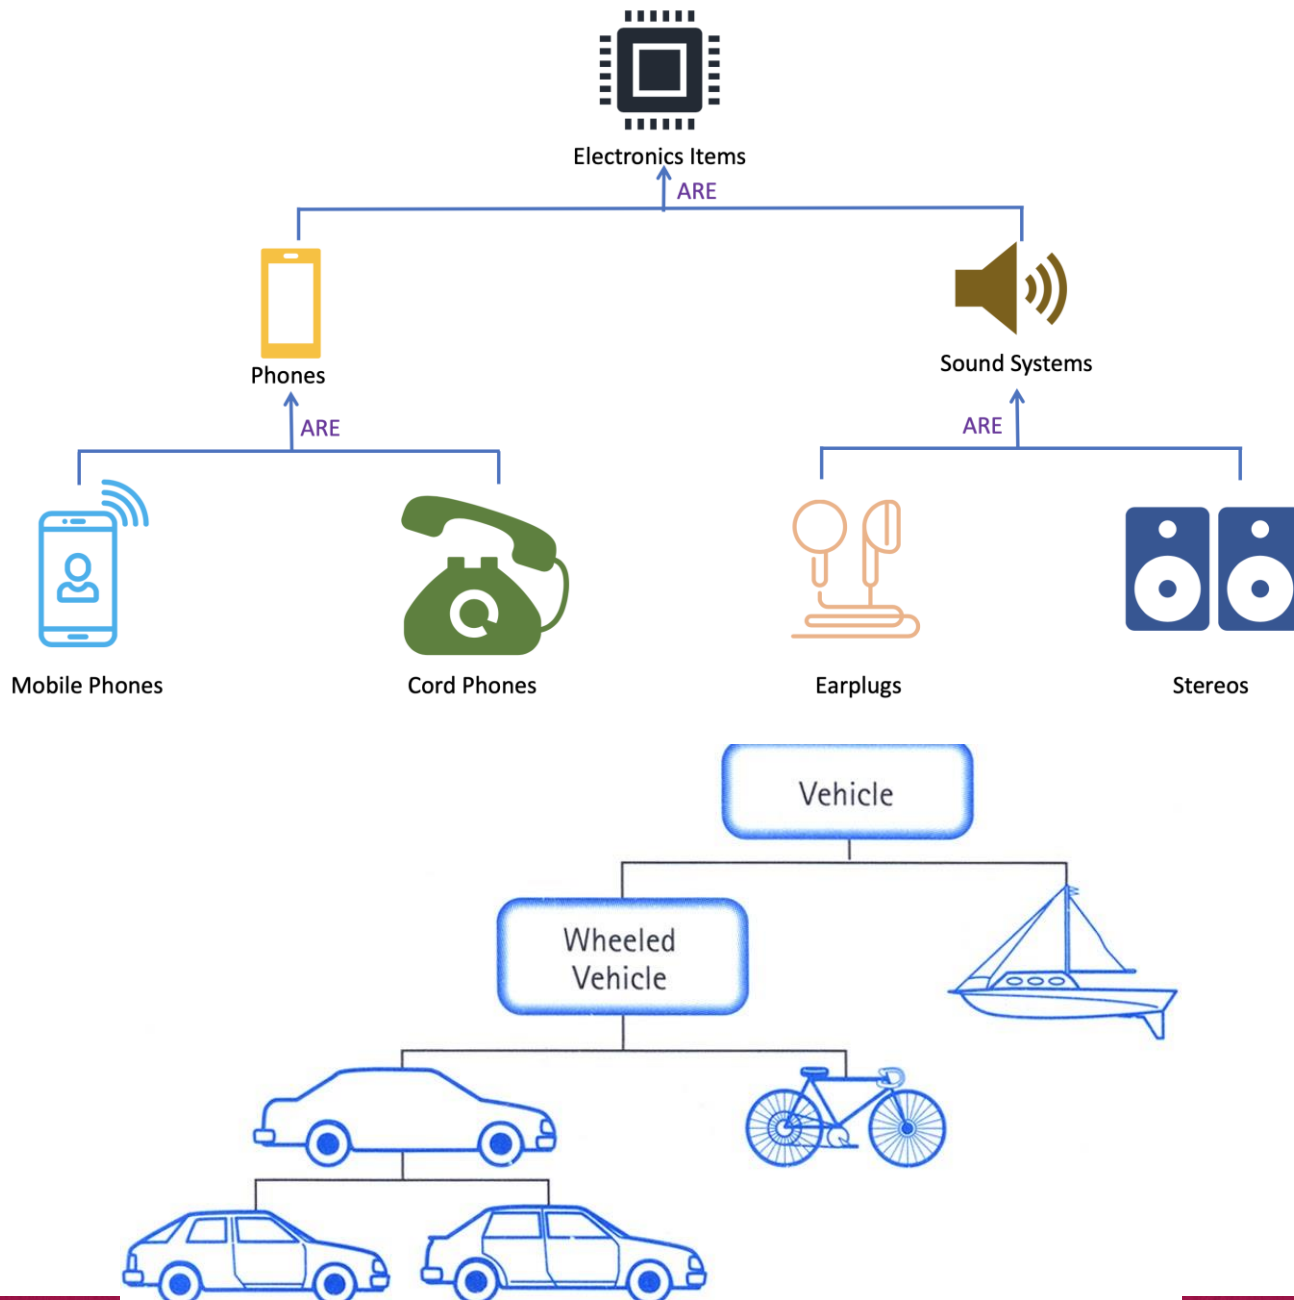 Electronics Items
ARE
Phones
Sound Systems
ARE
ARE
Mobile Phones
Cord Phones
Earplugs
Stereos
Vehicle
Wheeled
Vehicle